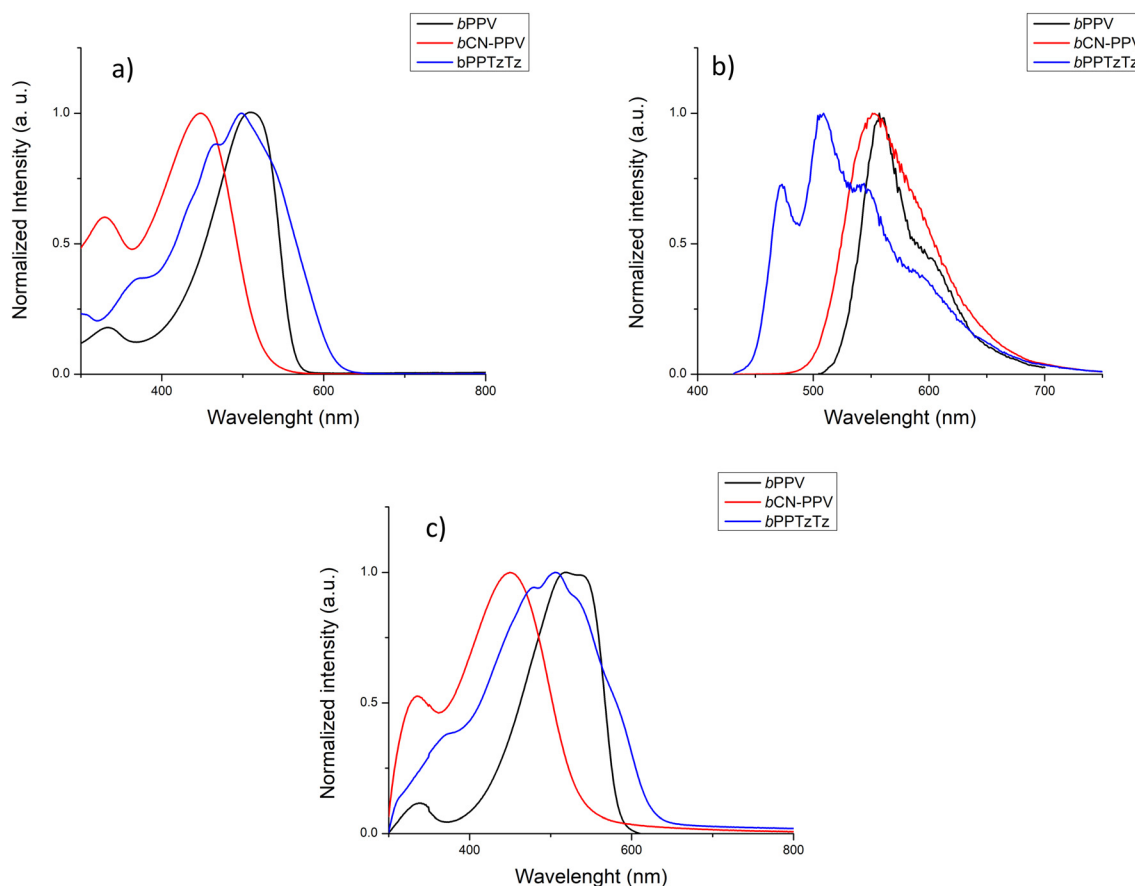 a)
bPPV
bCN-PPV
bPPTzTz
Normalized Intensity (a. u.)
1.0
0.5
0.0
400
600
800
Wavelenght (nm)
b)
bPPV
bCN-PPV
bPPTzTz
Normalized intensity (a.u.)
1.0
0.5
0.0
400
500
600
700
Wavelenght (nm)
c)
bPPV
bCN-PPV
bPPTzTz
Normalized intensity (a.u.)
1.0
0.5
0.0
400
600
800
Wavelenght (nm)